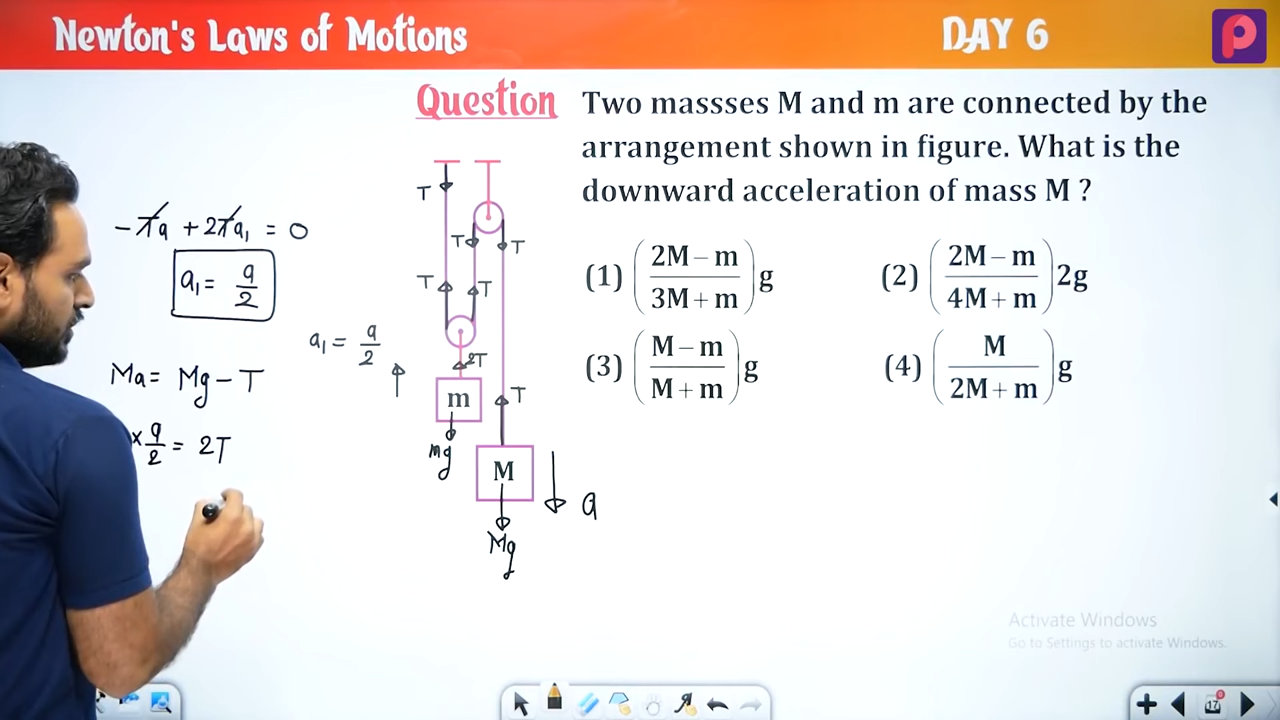 Newton's Laws of Motions
DAY 6
Question
Two massses M and m are connected by the
arrangement shown in figure. What is the
downward acceleration of mass M ?
(1) (2M – m / 3M + m) g
(2) (2M – m / 4M + m) 2g
(3) (M – m / M + m) g
(4) (M / 2M + m) g
-Ta + 2Ta₁ = 0
a₁ = a/2
Ma = Mg - T
× a/2 = 2T
a₁ = a/2
T
T
T
T
T
2T
m
mg
T
M
a
Mg
Activate Windows
Go to Settings to activate Windows.
17